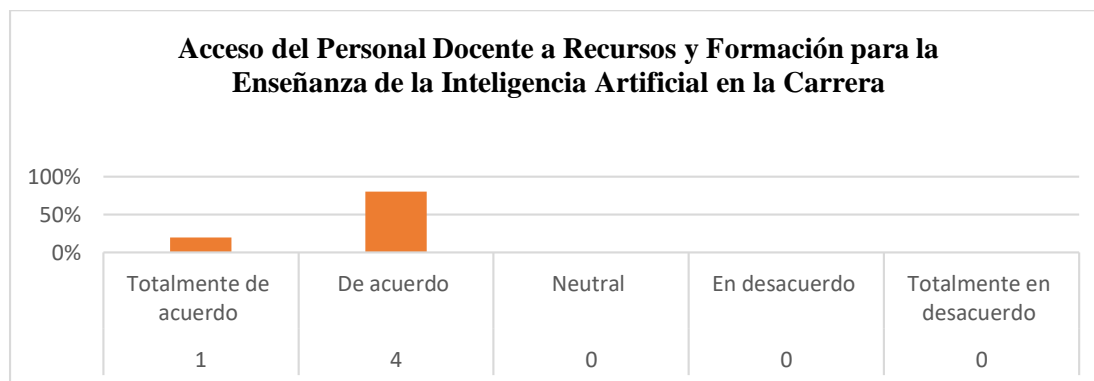 Acceso del Personal Docente a Recursos y Formación para la
Enseñanza de la Inteligencia Artificial en la Carrera
100%
50%
0%
Totalmente de
acuerdo
De acuerdo
Neutral
En desacuerdo
Totalmente en
desacuerdo
1
4
0
0
0